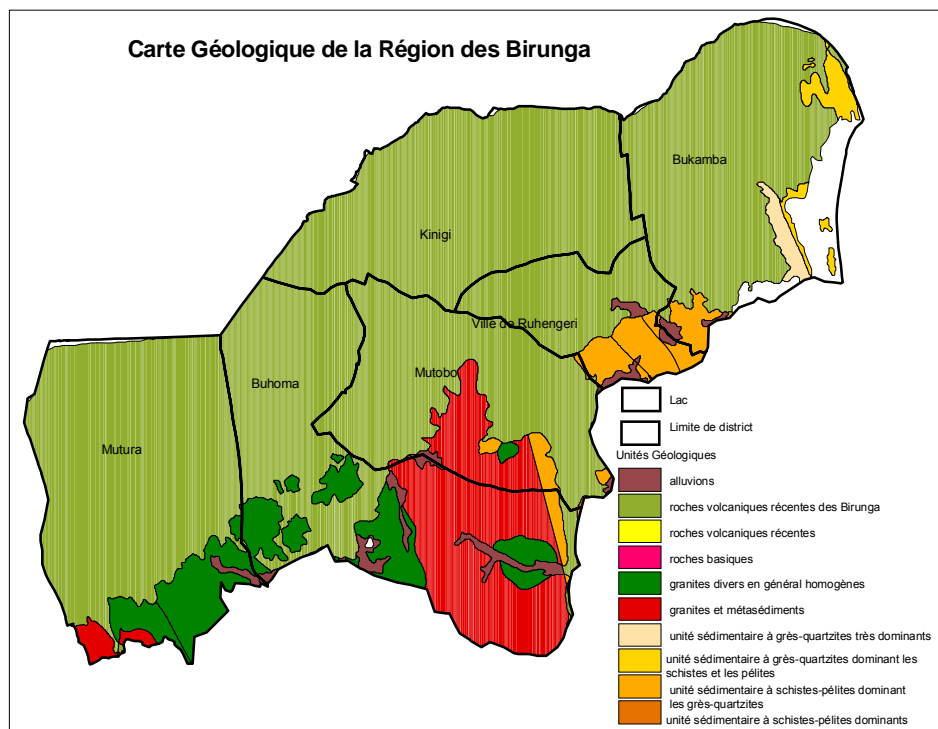 Carte Géologique de la Région des Birunga
Bukamba
Kinigi
Ville de Ruhengeri
Mutobo
Buhoma
Mutura
Lac
Limite de district
Unités Géologiques
alluvions
roches volcaniques récentes des Birunga
roches volcaniques récentes
roches basiques
granites divers en général homogènes
granites et métasédiments
unité sédimentaire à grès-quartzites très dominants
unité sédimentaire à grès-quartzites dominant les
schistes et les pélites
unité sédimentaire à schistes-pélites dominant
les grès-quartzites
unité sédimentaire à schistes-pélites dominants